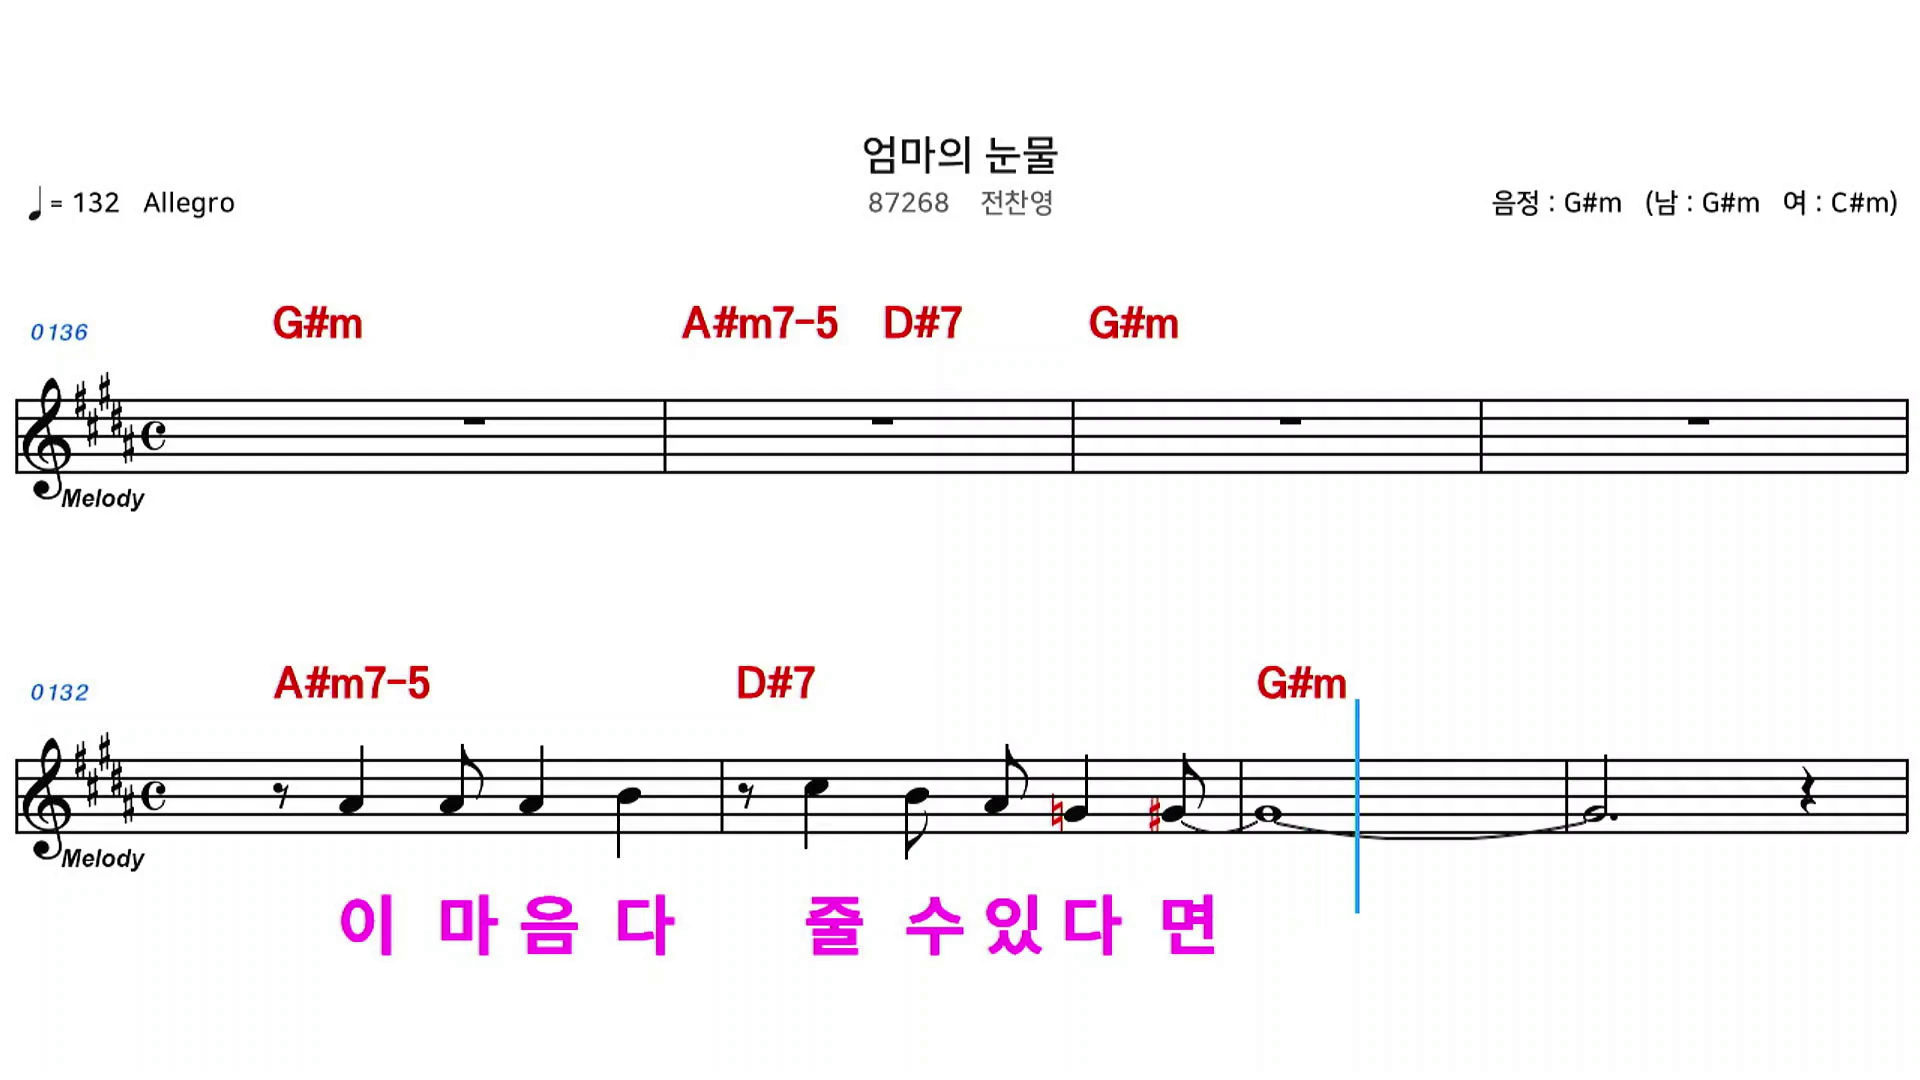 엄마의 눈물
= 132 Allegro 87268 전찬영 음정 : G#m (남 : G#m 여 : C#m)
0136 G#m A#m7-5 D#7 G#m
Melody
0132 A#m7-5 D#7 G#m
Melody
이 마 음 다 줄 수 있 다 면